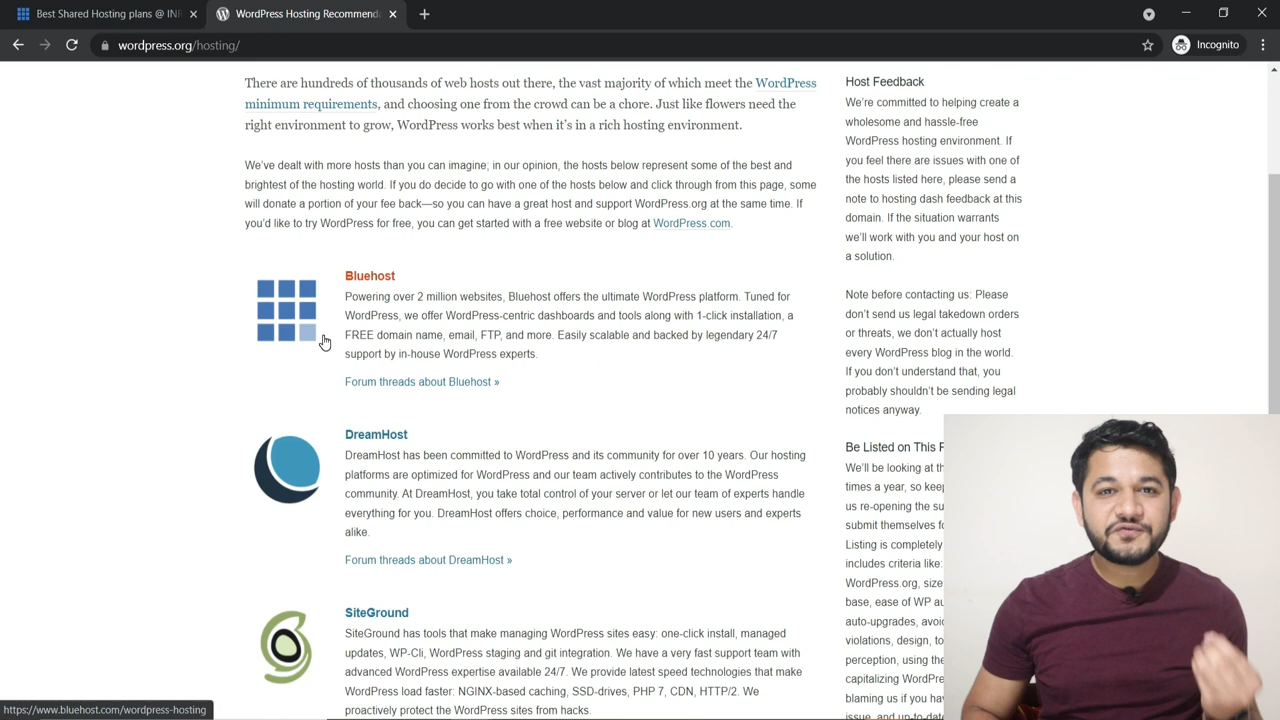 Best Shared Hosting plans @ INR
WordPress Hosting Recommenda
wordpress.org/hosting/
Incognito
There are hundreds of thousands of web hosts out there, the vast majority of which meet the WordPress
minimum requirements, and choosing one from the crowd can be a chore. Just like flowers need the
right environment to grow, WordPress works best when it's in a rich hosting environment.
We've dealt with more hosts than you can imagine; in our opinion, the hosts below represent some of the best and
brightest of the hosting world. If you do decide to go with one of the hosts below and click through from this page, some
will donate a portion of your fee back—so you can have a great host and support WordPress.org at the same time. If
you'd like to try WordPress for free, you can get started with a free website or blog at WordPress.com.
Bluehost
Powering over 2 million websites, Bluehost offers the ultimate WordPress platform. Tuned for
WordPress, we offer WordPress-centric dashboards and tools along with 1-click installation, a
FREE domain name, email, FTP, and more. Easily scalable and backed by legendary 24/7
support by in-house WordPress experts.
Forum threads about Bluehost »
DreamHost
DreamHost has been committed to WordPress and its community for over 10 years. Our hosting
platforms are optimized for WordPress and our team actively contributes to the WordPress
community. At DreamHost, you take total control of your server or let our team of experts handle
everything for you. DreamHost offers choice, performance and value for new users and experts
alike.
Forum threads about DreamHost »
SiteGround
SiteGround has tools that make managing WordPress sites easy: one-click install, managed
updates, WP-Cli, WordPress staging and git integration. We have a very fast support team with
advanced WordPress expertise available 24/7. We provide latest speed technologies that make
WordPress load faster: NGINX-based caching, SSD-drives, PHP 7, CDN, HTTP/2. We
proactively protect the WordPress sites from hacks.
Host Feedback
We're committed to helping create a
wholesome and hassle-free
WordPress hosting environment. If
you feel there are issues with one of
the hosts listed here, please send a
note to hosting dash feedback at this
domain. If the situation warrants
we'll work with you and your host on
a solution.
Note before contacting us: Please
don't send us legal takedown orders
or threats, we don't actually host
every WordPress blog in the world.
If you don't understand that, you
probably shouldn't be sending legal
notices anyway.
Be Listed on This P
We'll be looking at th
times a year, so keep
us re-opening the su
submit themselves fo
Listing is completely
includes criteria like:
WordPress.org, size
base, ease of WP au
auto-upgrades, avoid
violations, design, to
perception, using the
capitalizing WordPre
blaming us if you hav
issue, and up-to-date
https://www.bluehost.com/wordpress-hosting